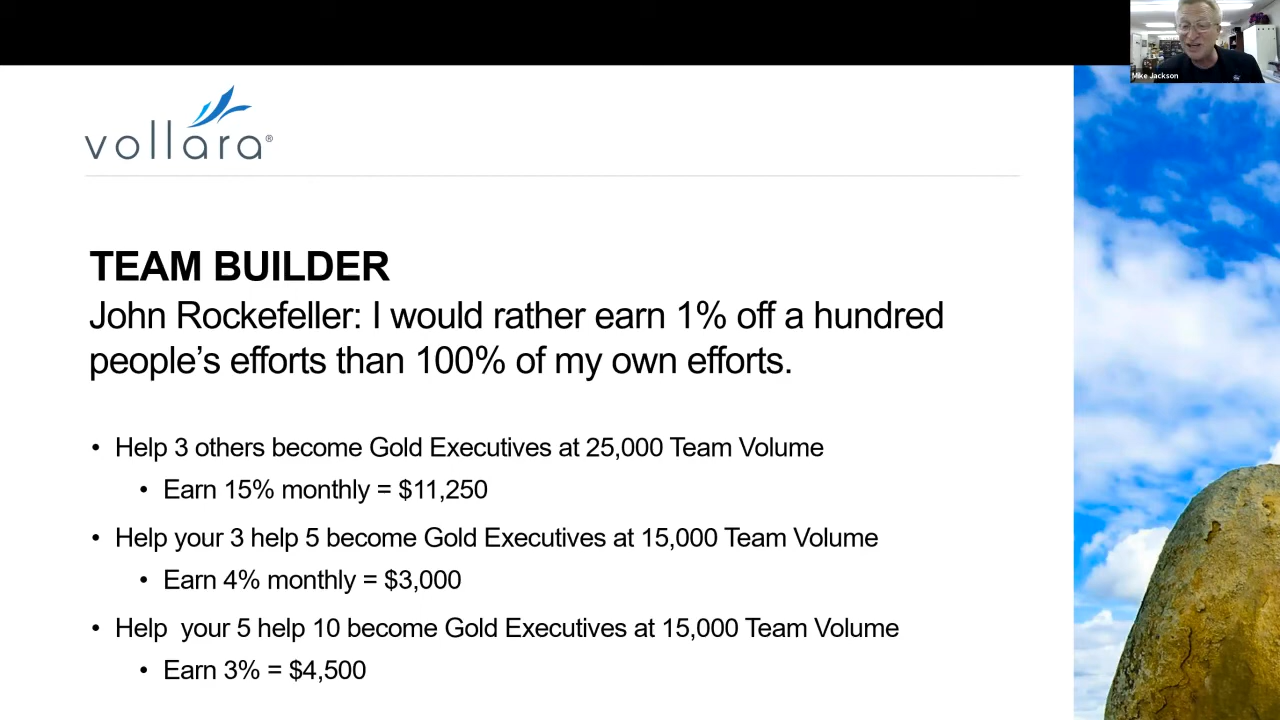 Mike Jackson
vollara®
TEAM BUILDER
John Rockefeller: I would rather earn 1% off a hundred
people's efforts than 100% of my own efforts.
• Help 3 others become Gold Executives at 25,000 Team Volume
• Earn 15% monthly = $11,250
• Help your 3 help 5 become Gold Executives at 15,000 Team Volume
• Earn 4% monthly = $3,000
• Help  your 5 help 10 become Gold Executives at 15,000 Team Volume
• Earn 3% = $4,500